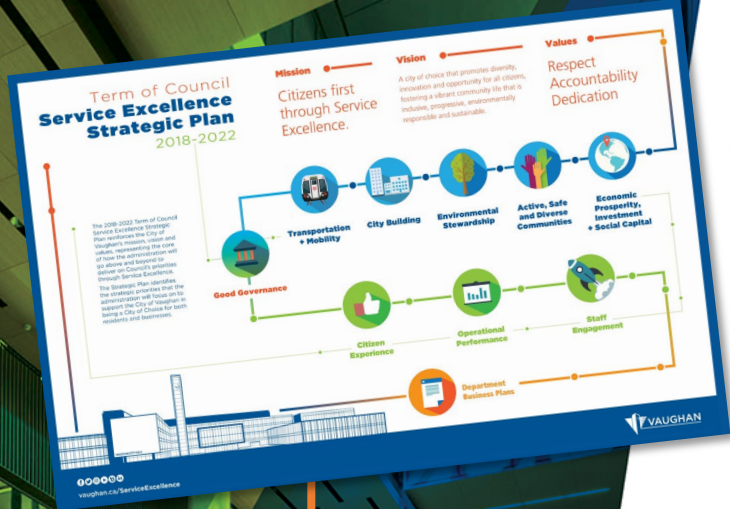 Term of Council
Service Excellence
Strategic Plan
2018-2022
Mission
Citizens first
through Service
Excellence.
Vision
A city of choice that promotes diversity,
innovation and opportunity for all citizens,
fostering a vibrant community life that is
inclusive, progressive, environmentally
responsible and sustainable.
Values
Respect
Accountability
Dedication
The 2018-2022 Term of Council
Service Excellence Strategic
Plan reinforces the City of
Vaughan's mission, vision and
values, representing the core
of how the administration will
go above and beyond to
deliver on Council's priorities
through Service Excellence.
The Strategic Plan identifies
the strategic priorities that the
administration will focus on to
support the City of Vaughan in
being a City of Choice for both
residents and businesses.
Good Governance
Transportation
+ Mobility
City Building
Environmental
Stewardship
Active, Safe
and Diverse
Communities
Economic
Prosperity,
Investment
+ Social Capital
Citizen
Experience
Operational
Performance
Staff
Engagement
Department
Business Plans
vaughan.ca/ServiceExcellence
VAUGHAN